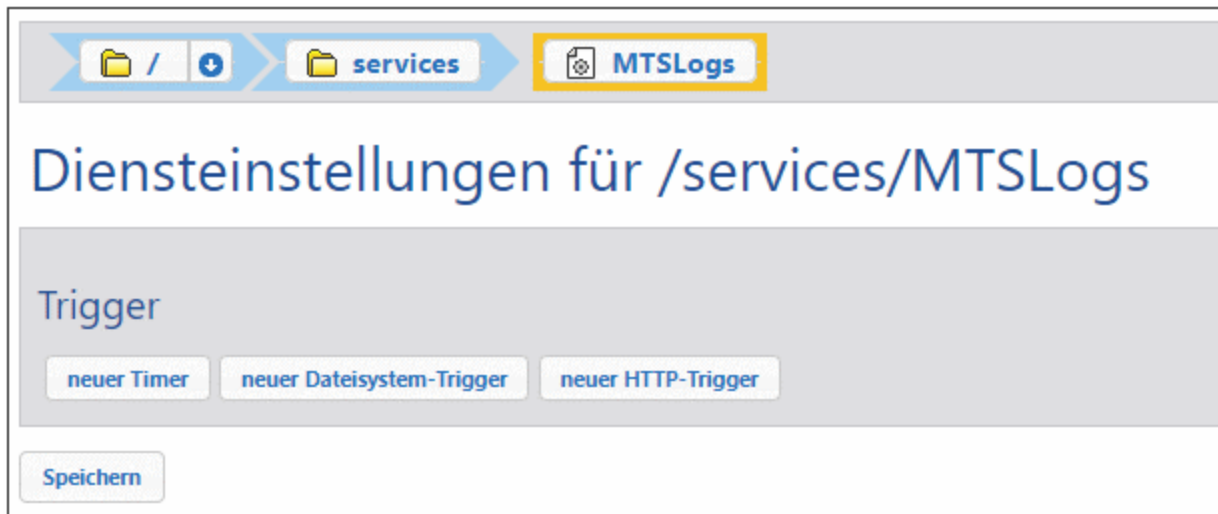 / services MTSLogs
Diensteinstellungen für /services/MTSLogs
Trigger
neuer Timer neuer Dateisystem-Trigger neuer HTTP-Trigger
Speichern